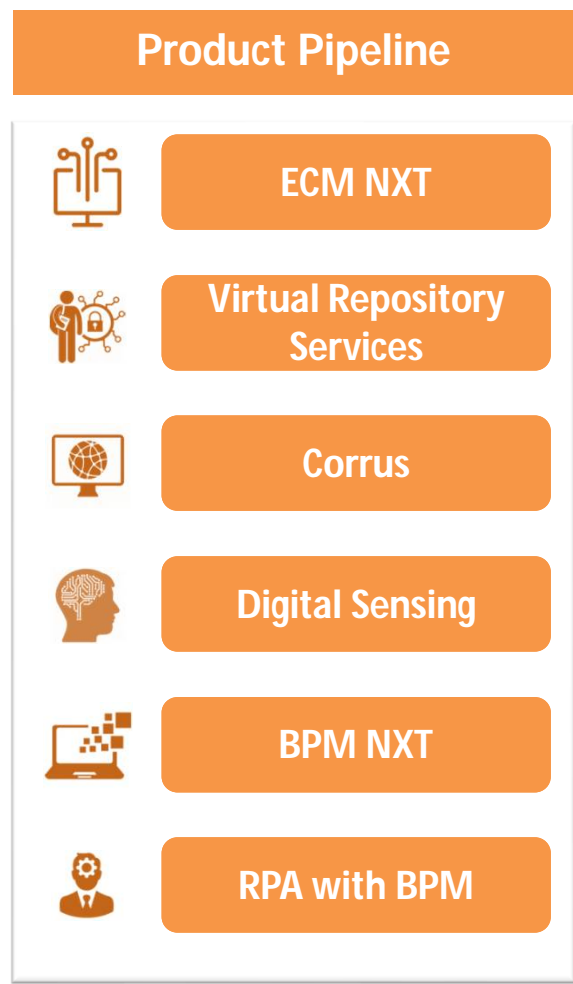 Product Pipeline
ECM NXT
Virtual Repository
Services
Corrus
Digital Sensing
BPM NXT
RPA with BPM